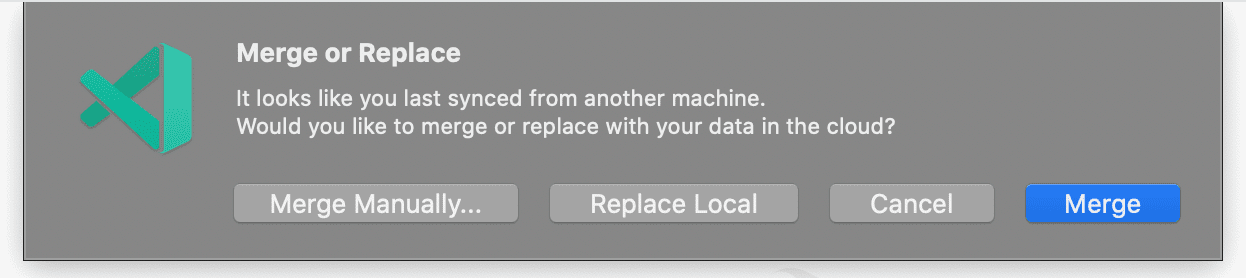 Merge or Replace
It looks like you last synced from another machine.
Would you like to merge or replace with your data in the cloud?
Merge Manually...
Replace Local
Cancel
Merge